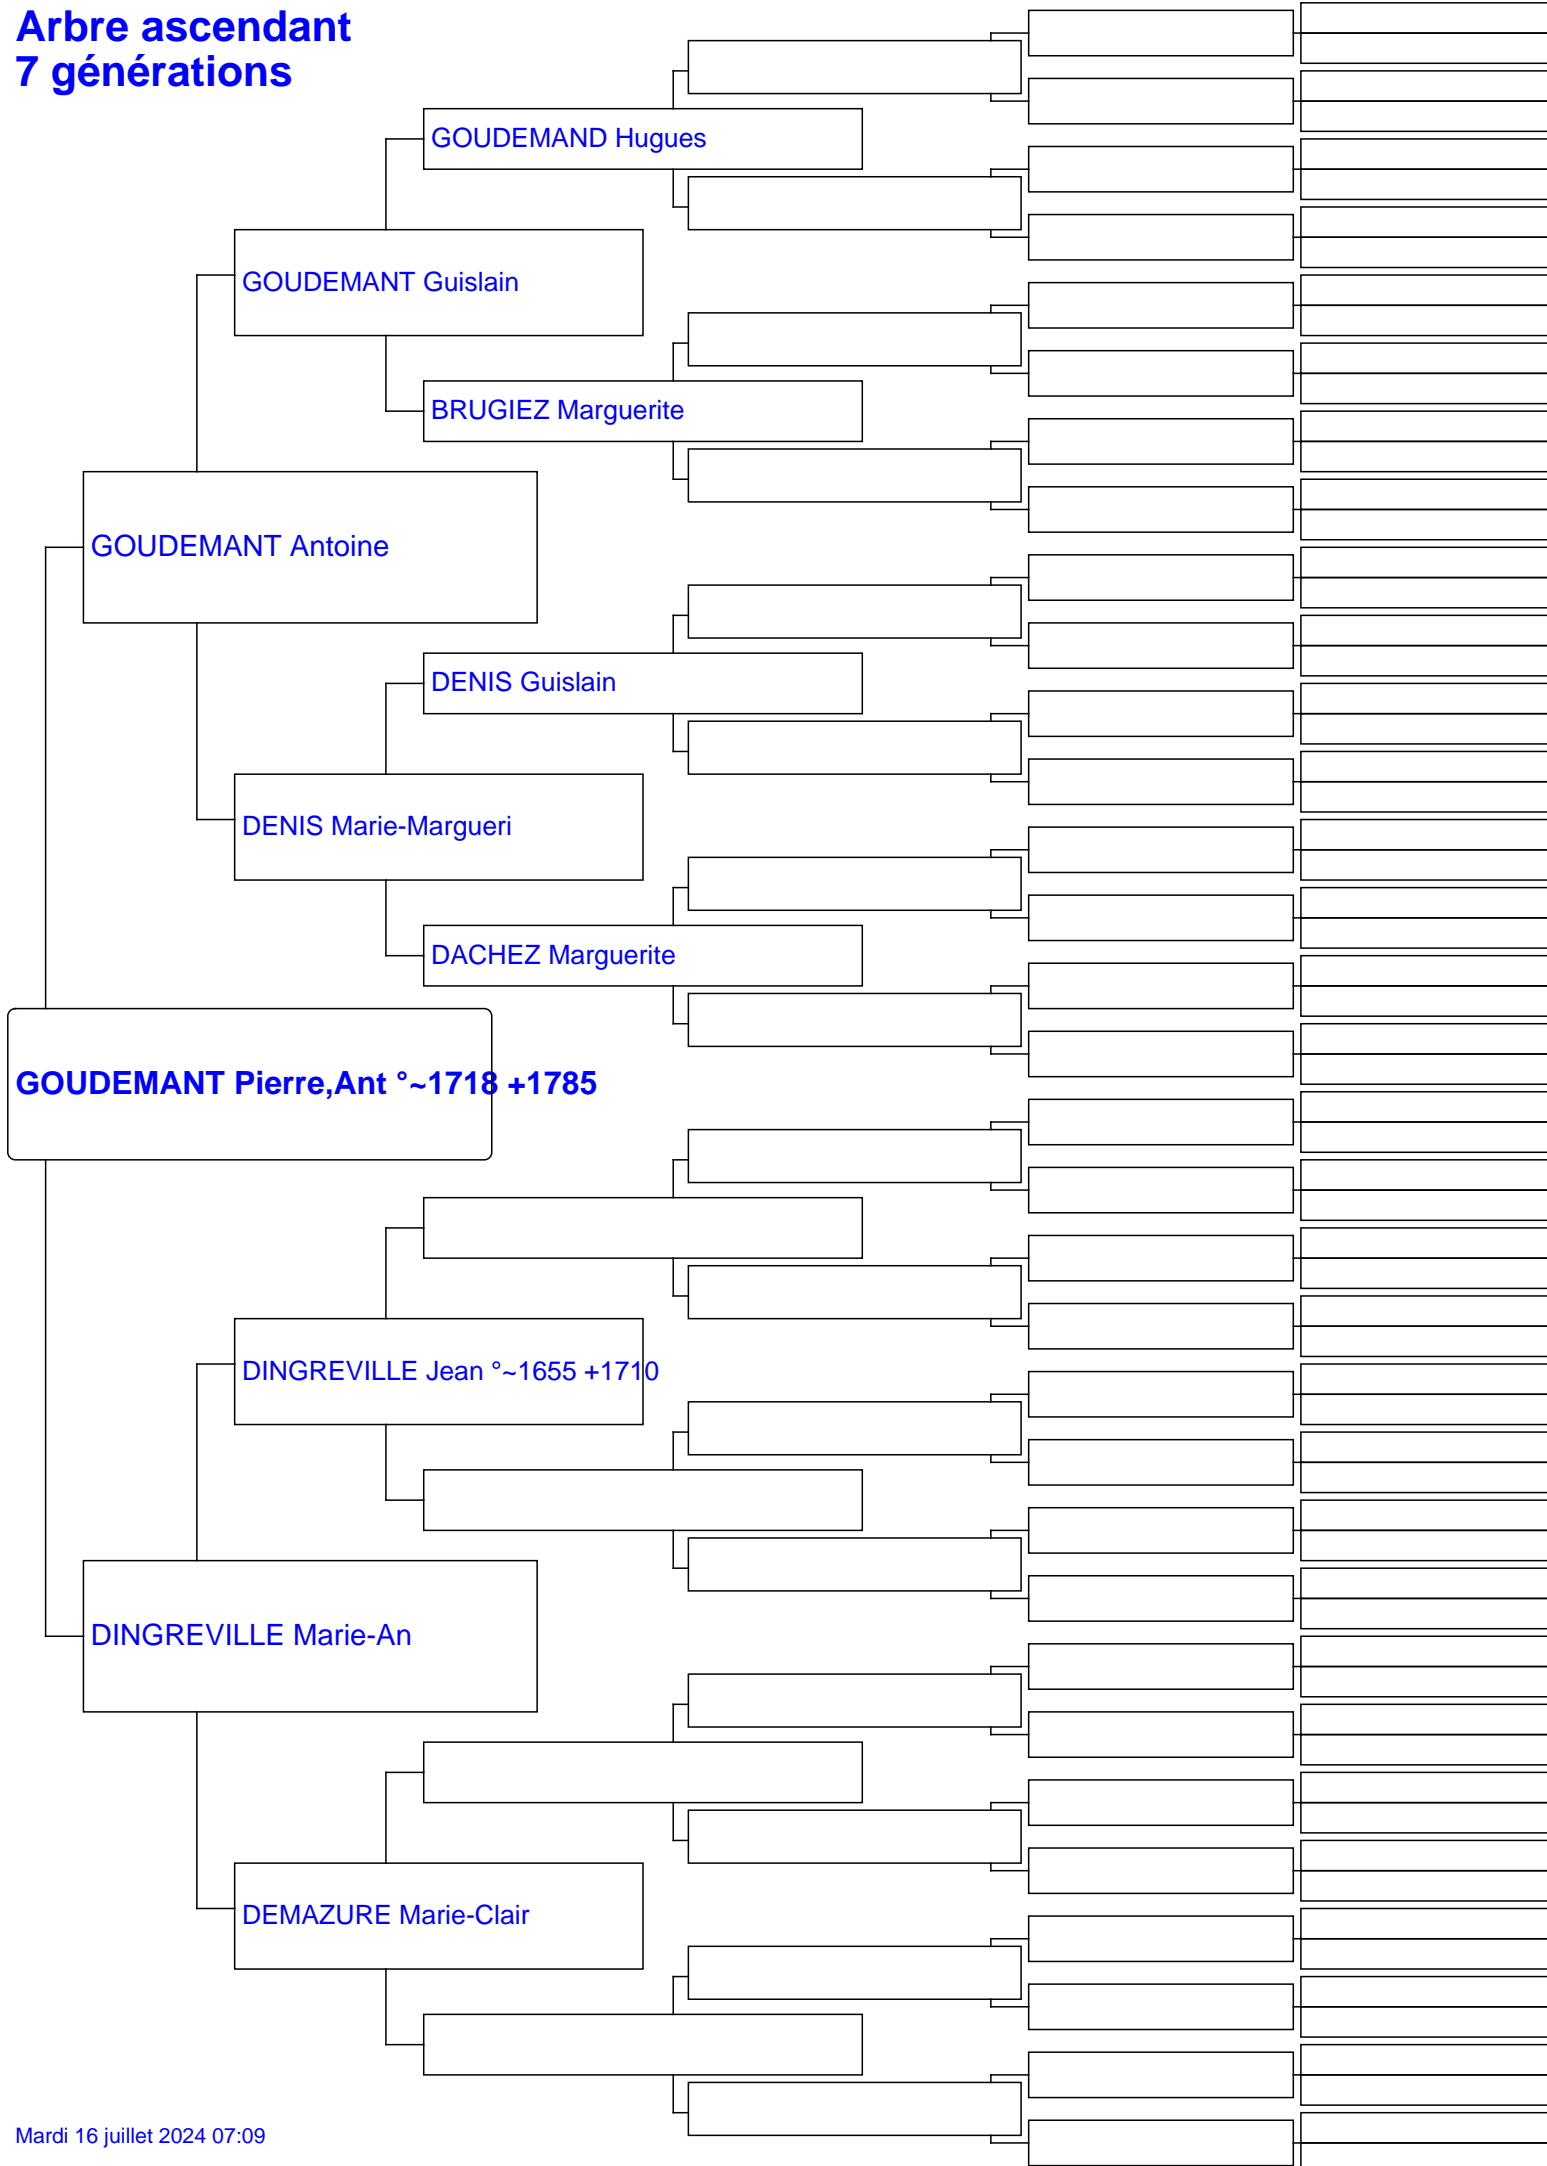 Arbre ascendant
7 générations
GOUDEMAND Hugues
GOUDEMANT Guislain
BRUGIEZ Marguerite
GOUDEMANT Antoine
DENIS Guislain
DENIS Marie-Margueri
DACHEZ Marguerite
GOUDEMANT Pierre,Ant °~1718 +1785
DINGREVILLE Jean °~1655 +1710
DINGREVILLE Marie-An
DEMAZURE Marie-Clair
Mardi 16 juillet 2024 07:09